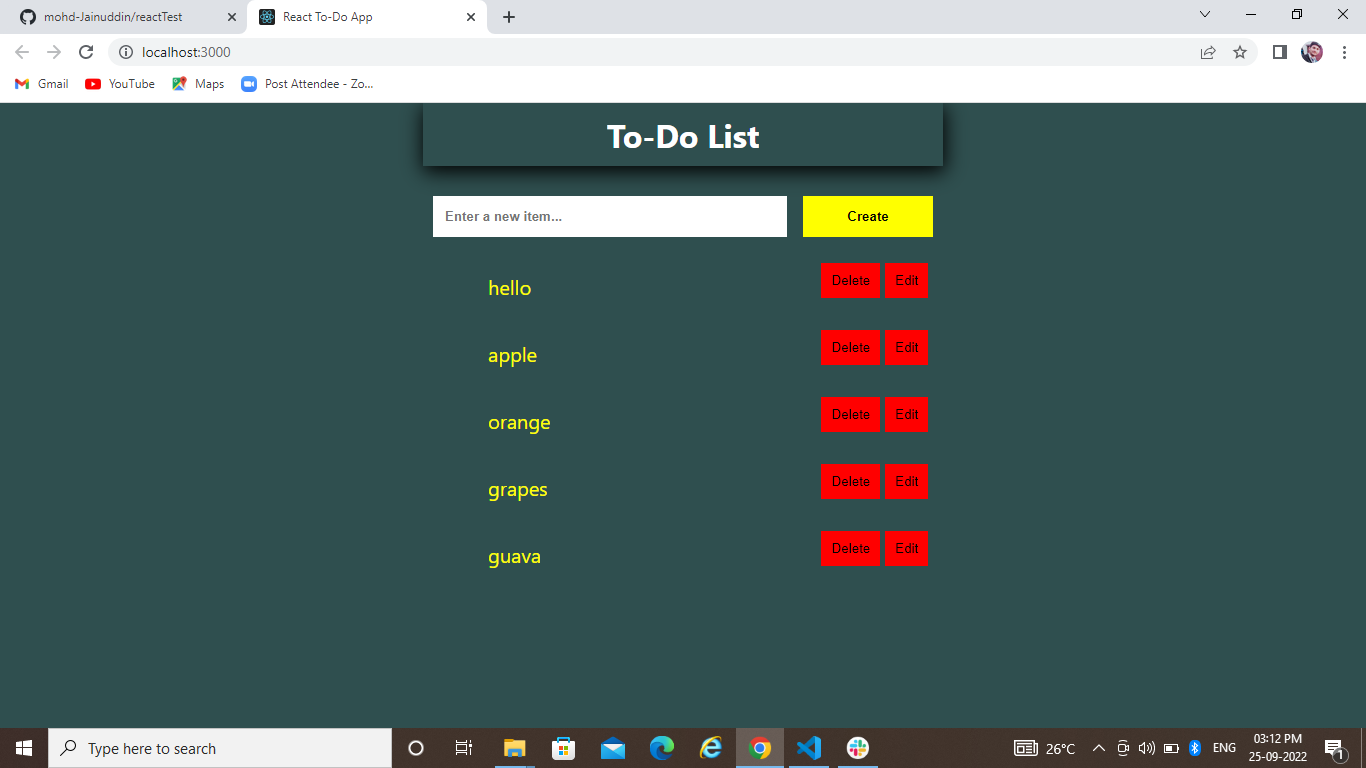 mohd-Jainuddin/reactTest
React To-Do App
localhost:3000
Gmail
YouTube
Maps
Post Attendee - Zo...
To-Do List
Enter a new item...
Create
hello
Delete
Edit
apple
Delete
Edit
orange
Delete
Edit
grapes
Delete
Edit
guava
Delete
Edit
Type here to search
26°C
ENG
03:12 PM
25-09-2022
1